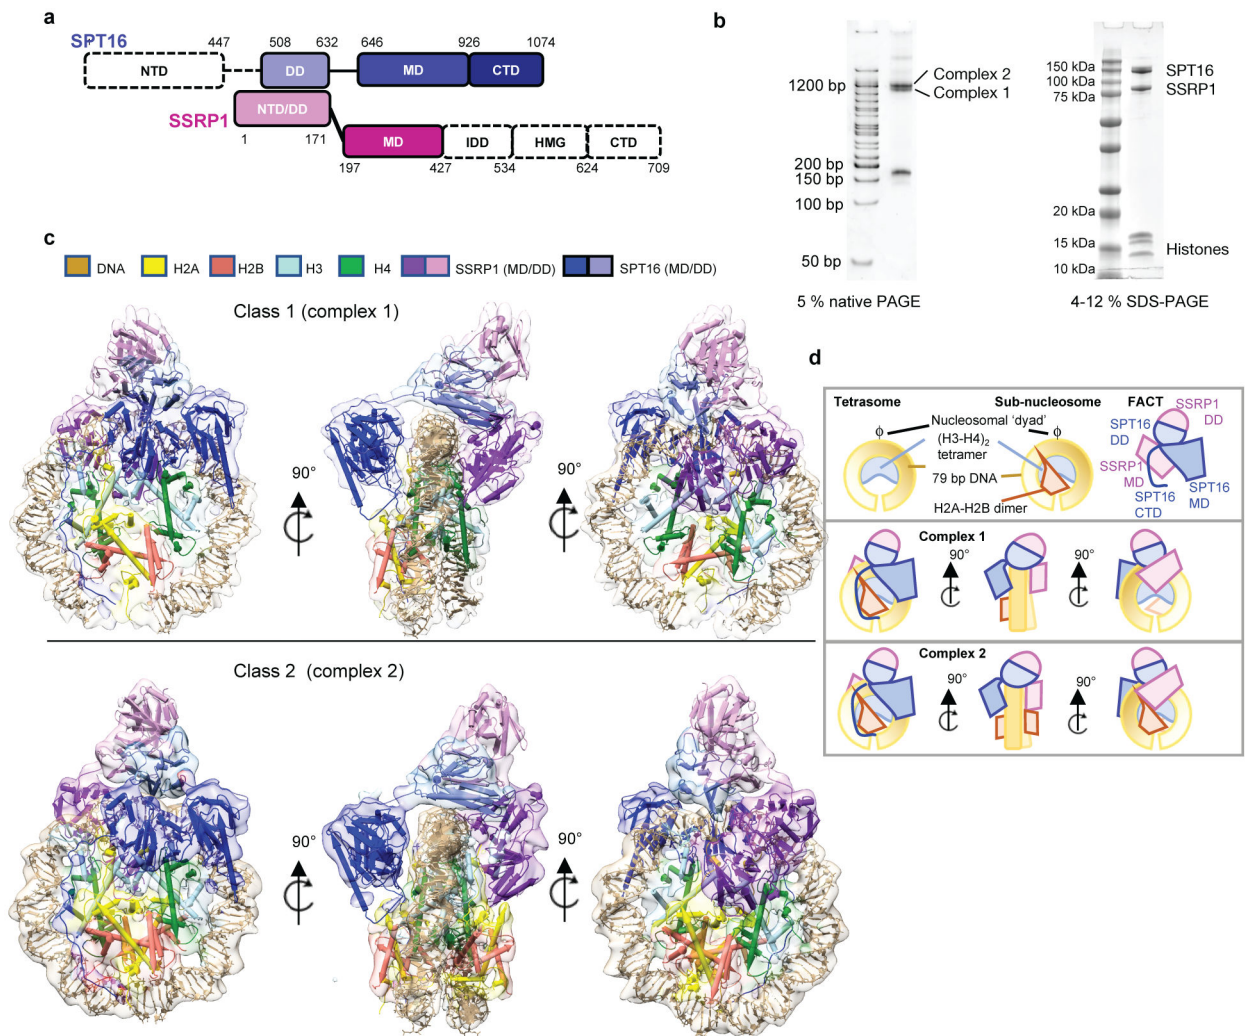 a
SPT16
447
508
632
646
926
1074
NTD
DD
MD
CTD
NTD/DD
SSRP1
1
171
MD
IDD
HMG
CTD
197
427
534
624
709
b
1200 bp
200 bp
150 bp
100 bp
50 bp
Complex 2
Complex 1
5 % native PAGE
150 kDa
100 kDa
75 kDa
20 kDa
15 kDa
10 kDa
SPT16
SSRP1
Histones
4-12 % SDS-PAGE
c
DNA
H2A
H2B
H3
H4
SSRP1 (MD/DD)
SPT16 (MD/DD)
Class 1 (complex 1)
90°
90°
Class 2 (complex 2)
90°
90°
d
Tetrasome
Sub-nucleosome
FACT
Nucleosomal 'dyad'
ϕ
ϕ
(H3-H4)₂
tetramer
79 bp DNA
H2A-H2B dimer
SSRP1
DD
SPT16
DD
SSRP1
MD
SPT16
CTD
SPT16
MD
Complex 1
90°
90°
Complex 2
90°
90°